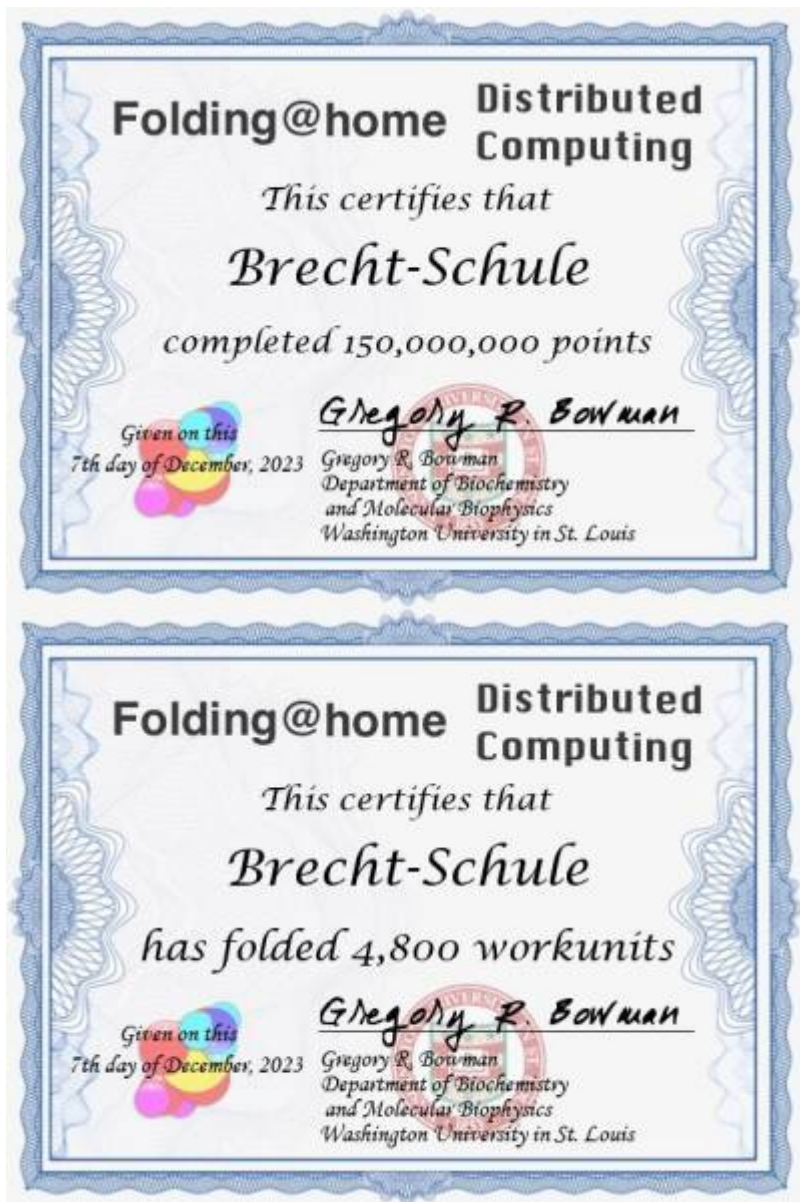 Folding@home Distributed Computing
This certifies that
Brecht-Schule
completed 150,000,000 points
Given on this
7th day of December, 2023
Gregory R. Bowman
Gregory R. Bowman
Department of Biochemistry
and Molecular Biophysics
Washington University in St. Louis
Folding@home Distributed Computing
This certifies that
Brecht-Schule
has folded 4,800 workunits
Given on this
7th day of December, 2023
Gregory R. Bowman
Gregory R. Bowman
Department of Biochemistry
and Molecular Biophysics
Washington University in St. Louis